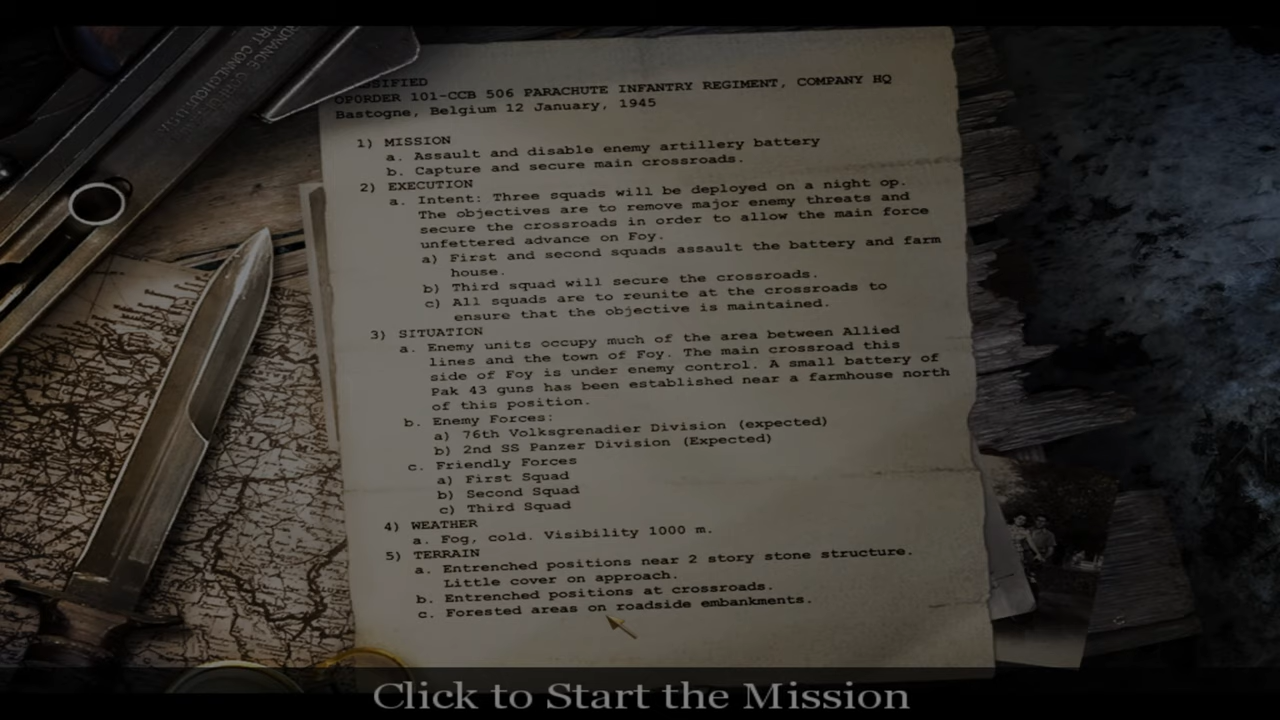 SIFIED
OPORDER 101-CCB 506 PARACHUTE INFANTRY REGIMENT, COMPANY HQ
Bastogne, Belgium 12 January, 1945
1) MISSION
a. Assault and disable enemy artillery battery
b. Capture and secure main crossroads.
2) EXECUTION
a. Intent: Three squads will be deployed on a night op.
The objectives are to remove major enemy threats and
secure the crossroads in order to allow the main force
unfettered advance on Foy.
a) First and second squads assault the battery and farm
house.
b) Third squad will secure the crossroads.
c) All squads are to reunite at the crossroads to
ensure that the objective is maintained.
3) SITUATION
a. Enemy units occupy much of the area between Allied
lines and the town of Foy. The main crossroad this
side of Foy is under enemy control. A small battery of
Pak 43 guns has been established near a farmhouse north
of this position.
b. Enemy Forces:
a) 76th Volksgrenadier Division (expected)
b) 2nd SS Panzer Division (Expected)
c. Friendly Forces
a) First Squad
b) Second Squad
c) Third Squad
4) WEATHER
a. Fog, cold. Visibility 1000 m.
5) TERRAIN
a. Entrenched positions near 2 story stone structure.
Little cover on approach.
b. Entrenched positions at crossroads.
c. Forested areas on roadside embankments.
Click to Start the Mission